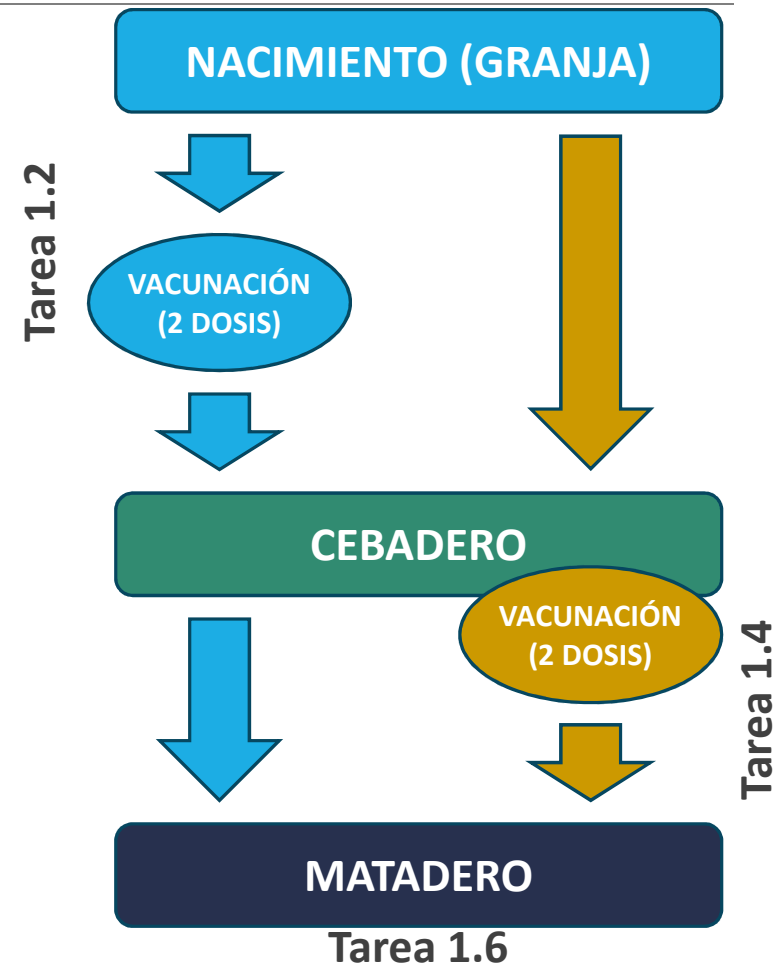 NACIMIENTO (GRANJA)
Tarea 1.2
VACUNACIÓN
(2 DOSIS)
CEBADERO
VACUNACIÓN
(2 DOSIS)
Tarea 1.4
MATADERO
Tarea 1.6